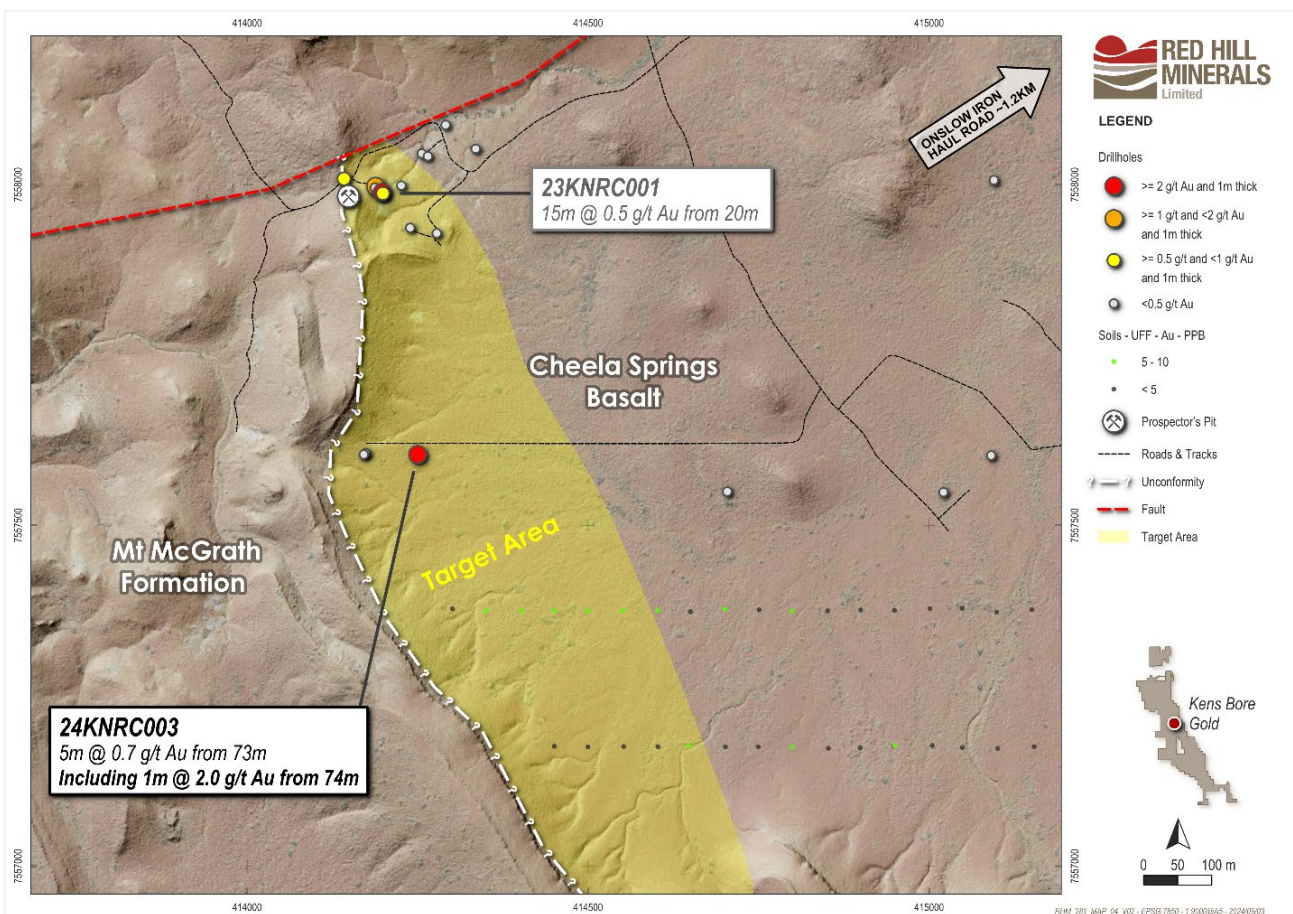 414000
414500
415000
7558000
7557500
7557000
7558000
7557500
7557000
414000
414500
415000
ONSLOW IRON
HAUL ROAD ~1.2KM
23KNRC001
15m @ 0.5 g/t Au from 20m
Cheela Springs
Basalt
Target Area
Mt McGrath
Formation
24KNRC003
5m @ 0.7 g/t Au from 73m
Including 1m @ 2.0 g/t Au from 74m
? ? ? ? ? ? ? ? ? ? ? ? ?
RED HILL
MINERALS
Limited
LEGEND
Drillholes
>= 2 g/t Au and 1m thick
>= 1 g/t and <2 g/t Au
and 1m thick
>= 0.5 g/t and <1 g/t Au
and 1m thick
<0.5 g/t Au
Soils - UFF - Au - PPB
5 - 10
< 5
Prospector's Pit
Roads & Tracks
? ? Unconformity
Fault
Target Area
Kens Bore
Gold
0 50 100 m